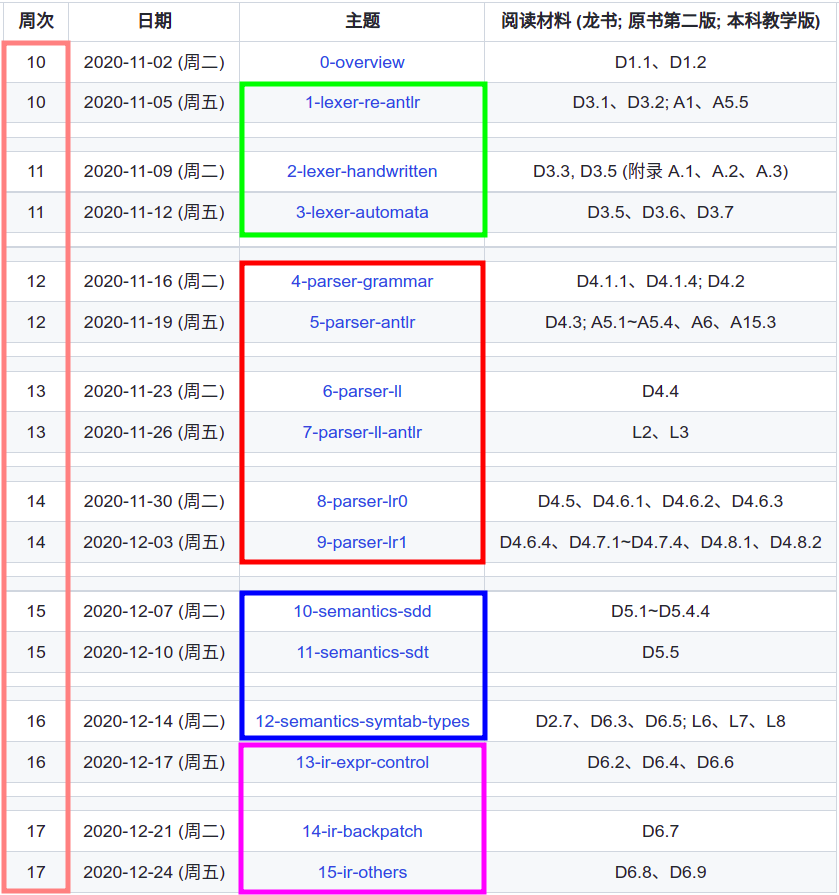 周次 日期 主题 阅读材料 (龙书; 原书第二版; 本科教学版)
10 2020-11-02 (周二) 0-overview D1.1、D1.2
10 2020-11-05 (周五) 1-lexer-re-antlr D3.1、D3.2; A1、A5.5
11 2020-11-09 (周二) 2-lexer-handwritten D3.3, D3.5 (附录 A.1、A.2、A.3)
11 2020-11-12 (周五) 3-lexer-automata D3.5、D3.6、D3.7
12 2020-11-16 (周二) 4-parser-grammar D4.1.1、D4.1.4; D4.2
12 2020-11-19 (周五) 5-parser-antlr D4.3; A5.1~A5.4、A6、A15.3
13 2020-11-23 (周二) 6-parser-ll D4.4
13 2020-11-26 (周五) 7-parser-ll-antlr L2、L3
14 2020-11-30 (周二) 8-parser-lr0 D4.5、D4.6.1、D4.6.2、D4.6.3
14 2020-12-03 (周五) 9-parser-lr1 D4.6.4、D4.7.1~D4.7.4、D4.8.1、D4.8.2
15 2020-12-07 (周二) 10-semantics-sdd D5.1~D5.4.4
15 2020-12-10 (周五) 11-semantics-sdt D5.5
16 2020-12-14 (周二) 12-semantics-symtab-types D2.7、D6.3、D6.5; L6、L7、L8
16 2020-12-17 (周五) 13-ir-expr-control D6.2、D6.4、D6.6
17 2020-12-21 (周二) 14-ir-backpatch D6.7
17 2020-12-24 (周五) 15-ir-others D6.8、D6.9